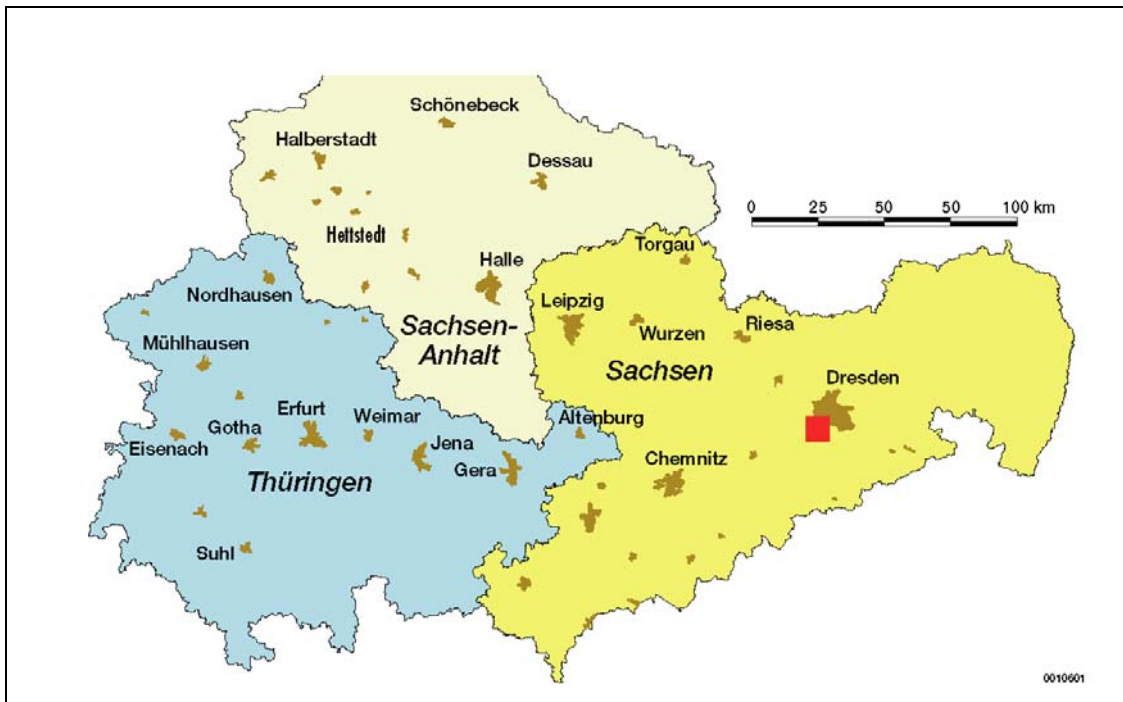 Schönebeck
Halberstadt
Dessau
0 25 50 50 100 km
Hettstedt
Torgau
Halle
Nordhausen
Leipzig
Riesa
Sachsen-
Anhalt
Wurzen
Mühlhausen
Sachsen
Dresden
Erfurt
Weimar
Altenburg
Gotha
Eisenach
Jena
Gera
Chemnitz
Thüringen
Suhl
0010601